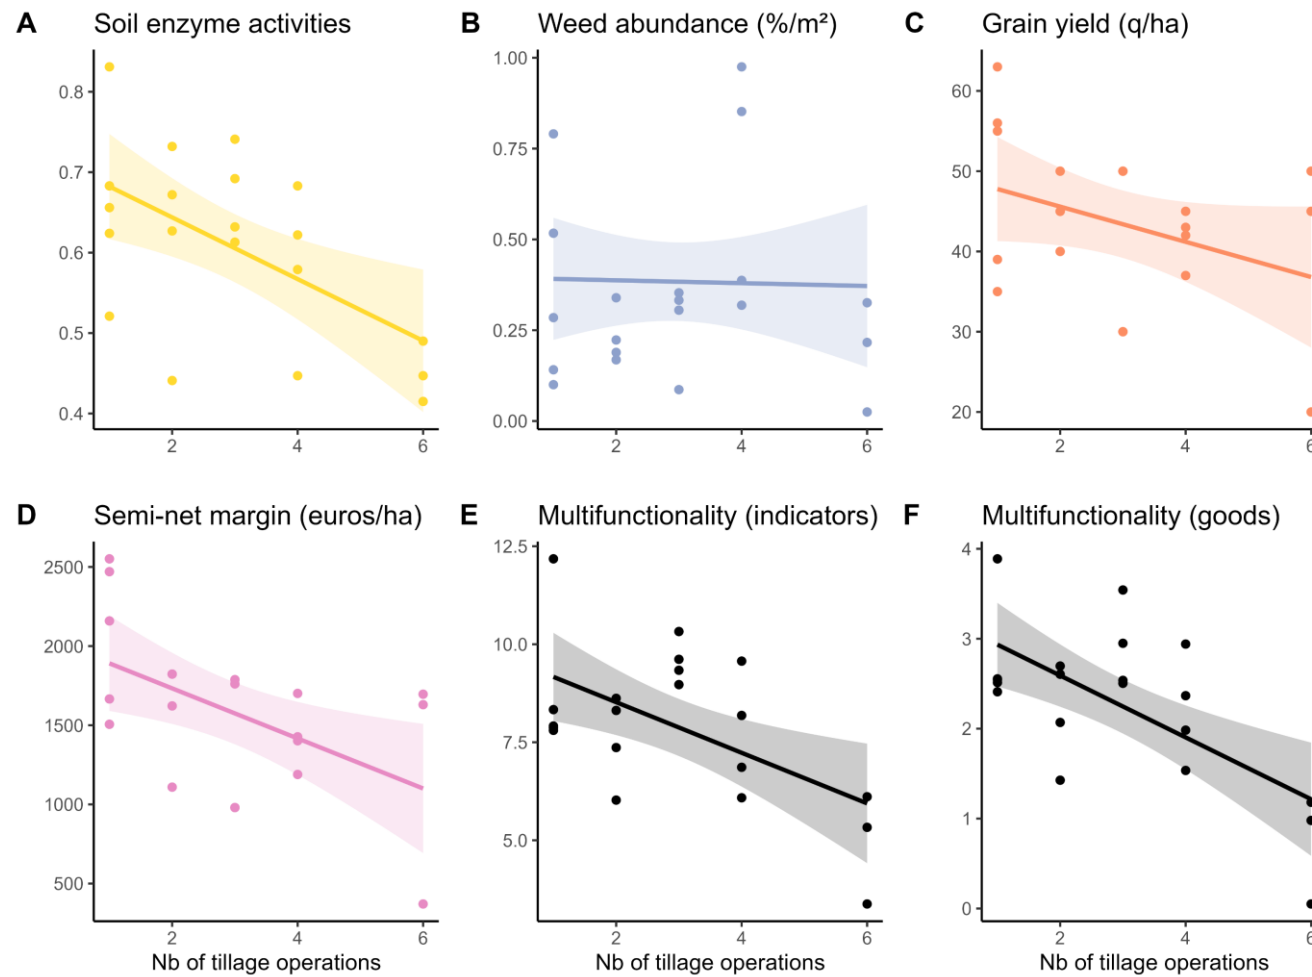 A Soil enzyme activities
0.8
0.7
0.6
0.5
0.4
2 4 6
B Weed abundance (%/m²)
1.00
0.75
0.50
0.25
0.00
2 4 6
C Grain yield (q/ha)
60
50
40
30
20
2 4 6
D Semi-net margin (euros/ha)
2500
2000
1500
1000
500
2 4 6
Nb of tillage operations
E Multifunctionality (indicators)
12.5
10.0
7.5
5.0
2 4 6
Nb of tillage operations
F Multifunctionality (goods)
4
3
2
1
0
2 4 6
Nb of tillage operations